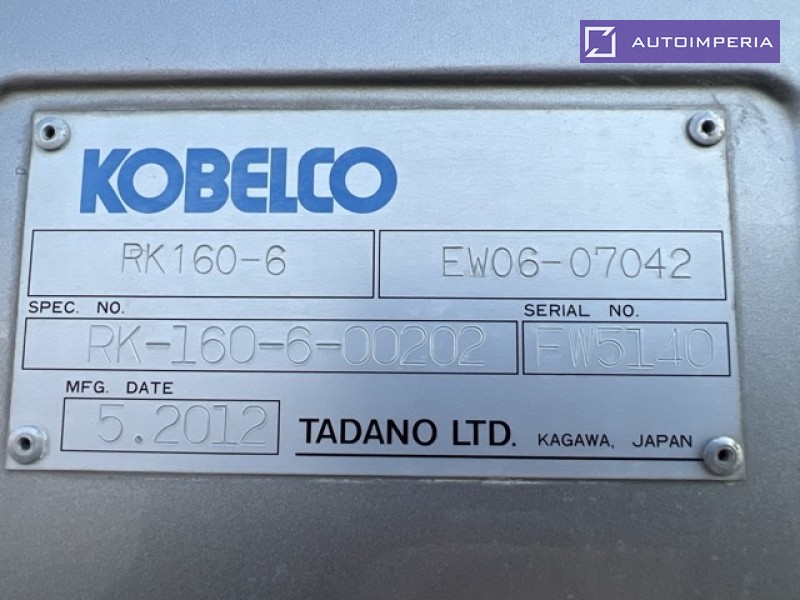 AUTOIMPERIA
KOBELCO
RK160-6 EW06-07042
SPEC. NO. SERIAL NO.
RK-160-6-00202 FW5140
MFG. DATE
5.2012 TADANO LTD. KAGAWA, JAPAN